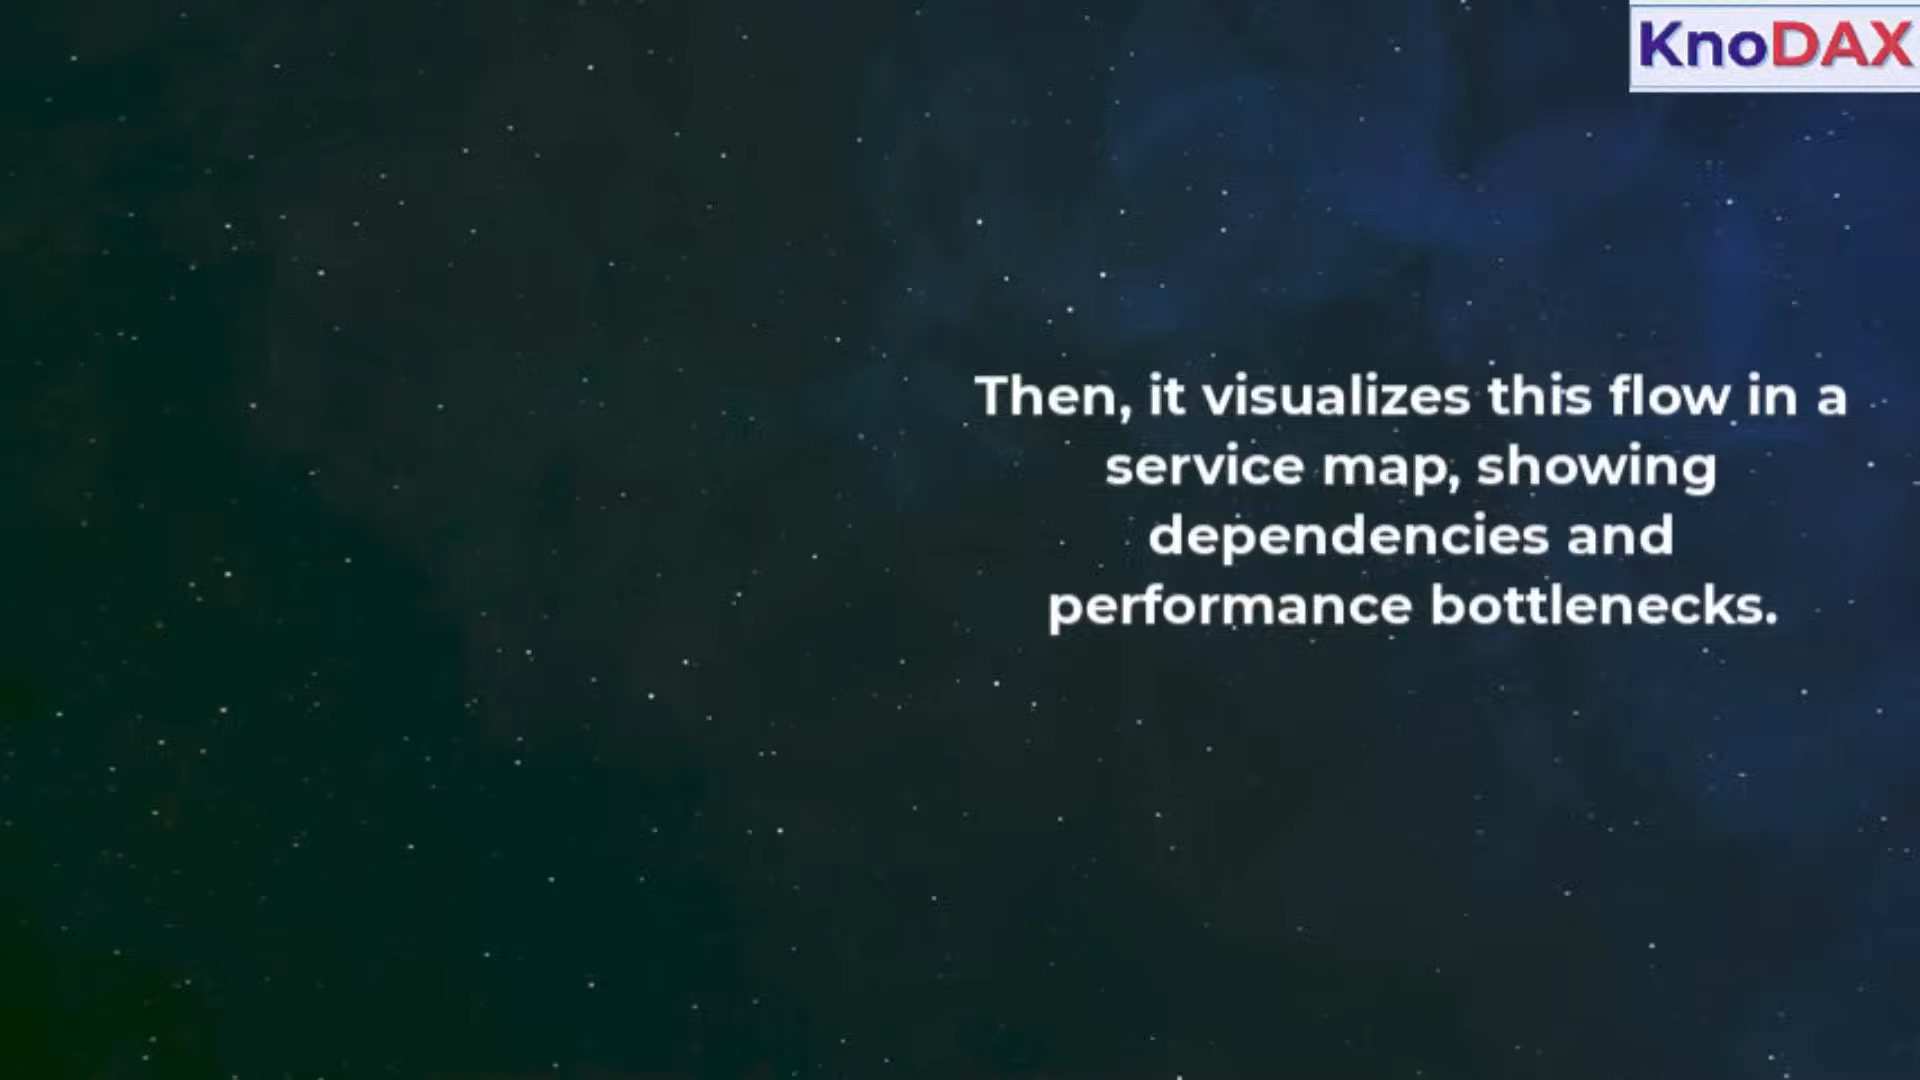 KnoDAX
Then, it visualizes this flow in a
service map, showing
dependencies and
performance bottlenecks.